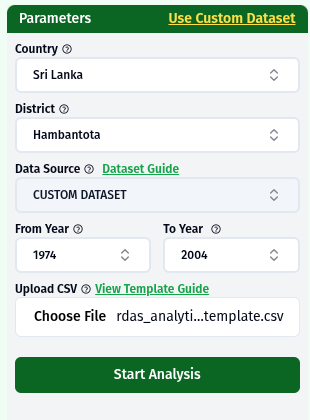 Parameters Use Custom Dataset
Country
Sri Lanka
District
Hambantota
Data Source Dataset Guide
CUSTOM DATASET
From Year To Year
1974 2004
Upload CSV View Template Guide
Choose File rdas_analyti...template.csv
Start Analysis